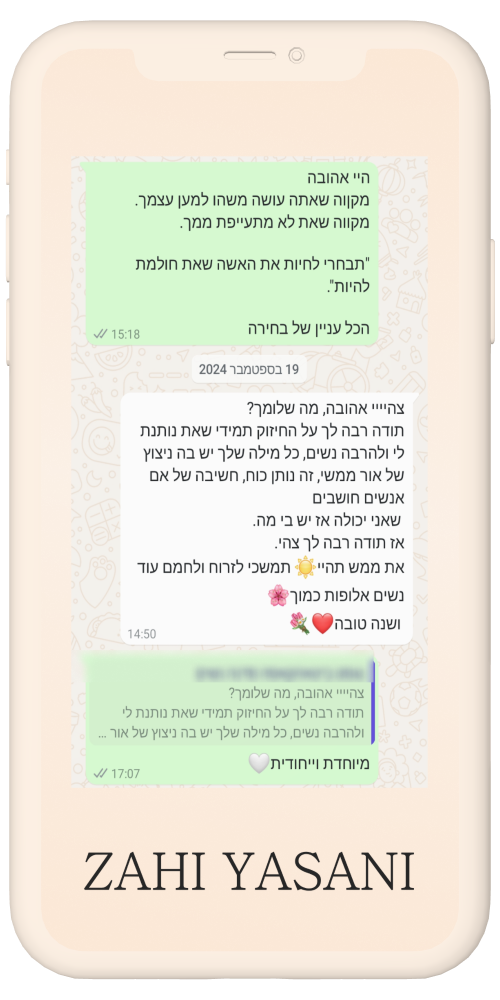 היי אהובה
מקווה שאתה עושה משהו למען עצמך.
מקווה שאת לא מתעייפת ממך.
"תבחרי לחיות את האשה שאת חולמת
להיות".
הכל עניין של בחירה
15:18
19 בספטמבר 2024
צהיייי אהובה, מה שלומך?
תודה רבה לך על החיזוק תמידי שאת נותנת
לי ולהרבה נשים, כל מילה שלך יש בה ניצוץ
של אור ממשי, זה נותן כוח, חשיבה של אם
אנשים חושבים
שאני יכולה אז יש בי מה.
אז תודה רבה לך צהי.
את ממש תהיי🌞 תמשכי לזרוח ולחמם עוד
נשים אלופות כמוך🌸
ושנה טובה❤️💐
14:50
צהיייי אהובה, מה שלומך?
תודה רבה לך על החיזוק תמידי שאת נותנת לי
ולהרבה נשים, כל מילה שלך יש בה ניצוץ של אור ...
מיוחדת וייחודית🤍
17:07
ZAHI YASANI